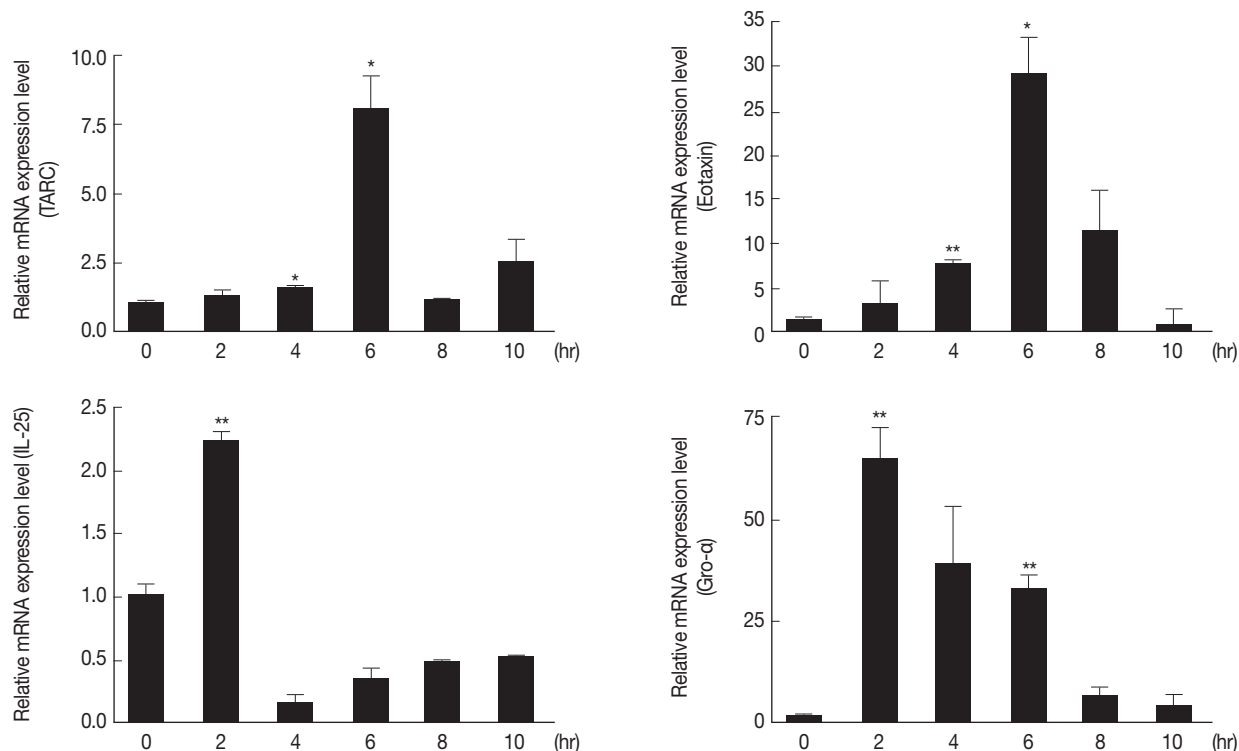 Relative mRNA expression level
(TARC)
10.0
7.5
5.0
2.5
0.0
*
*
0 2 4 6 8 10 (hr)
Relative mRNA expression level
(Eotaxin)
35
30
25
20
15
10
5
0
**
*
0 2 4 6 8 10 (hr)
Relative mRNA expression level (IL-25)
2.5
2.0
1.5
1.0
0.5
0.0
**
0 2 4 6 8 10 (hr)
Relative mRNA expression level
(Gro-α)
75
50
25
0
**
**
0 2 4 6 8 10 (hr)